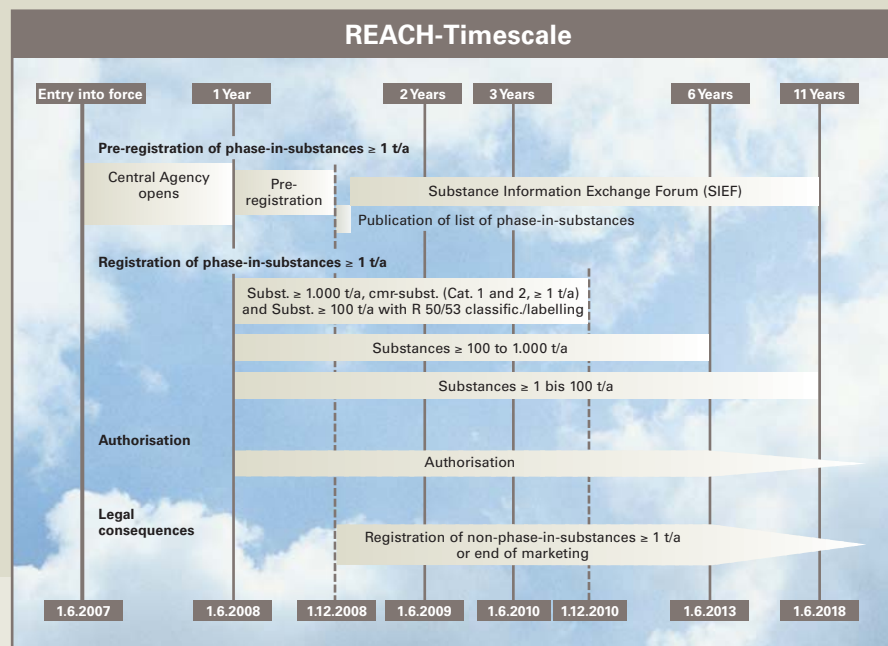 REACH-Timescale
Entry into force
1 Year
2 Years
3 Years
6 Years
11 Years
Pre-registration of phase-in-substances ≥ 1 t/a
Central Agency
opens
Pre-
registration
Substance Information Exchange Forum (SIEF)
Publication of list of phase-in-substances
Registration of phase-in-substances ≥ 1 t/a
Subst. ≥ 1.000 t/a, cmr-subst. (Cat. 1 and 2, ≥ 1 t/a)
and Subst. ≥ 100 t/a with R 50/53 classific./labelling
Substances ≥ 100 to 1.000 t/a
Substances ≥ 1 bis 100 t/a
Authorisation
Authorisation
Legal
consequences
Registration of non-phase-in-substances ≥ 1 t/a
or end of marketing
1.6.2007
1.6.2008
1.12.2008
1.6.2009
1.6.2010
1.12.2010
1.6.2013
1.6.2018